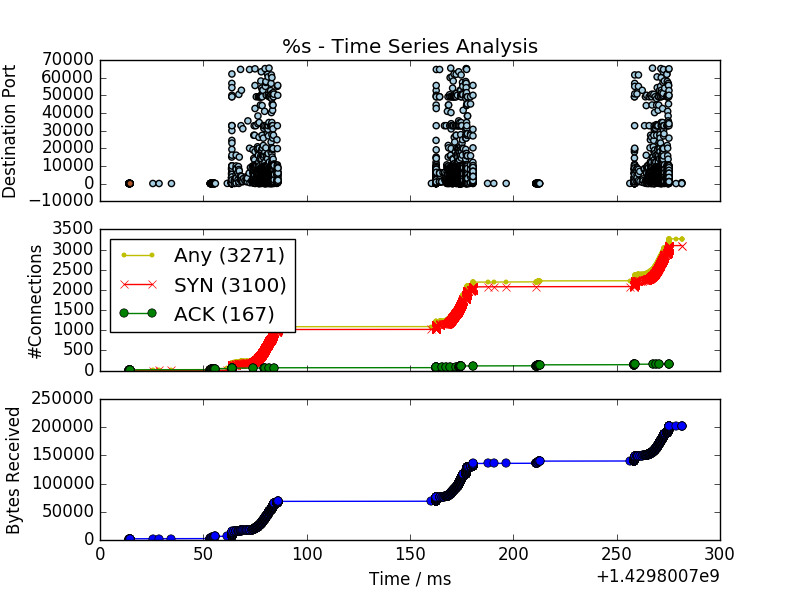 %s - Time Series Analysis
Destination Port
70000
60000
50000
40000
30000
20000
10000
0
−10000
#Connections
3500
3000
2500
2000
1500
1000
500
0
Any (3271)
SYN (3100)
ACK (167)
Bytes Received
250000
200000
150000
100000
50000
0
0 50 100 150 200 250 300
Time / ms
+1.4298007e9